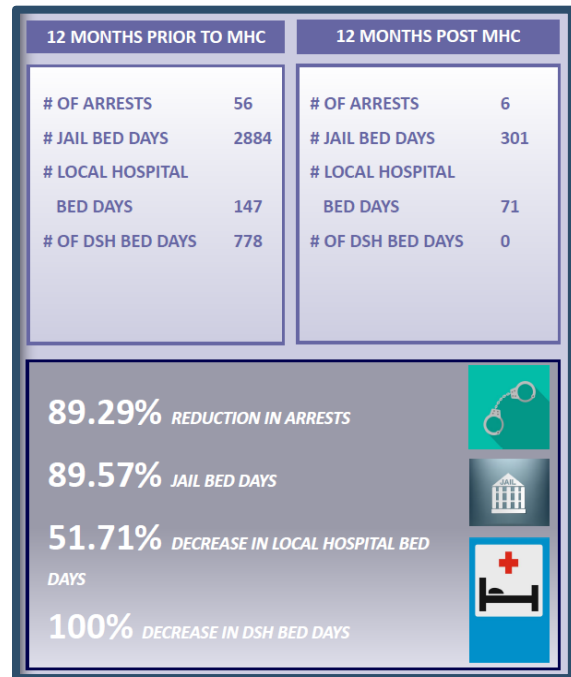 12 MONTHS PRIOR TO MHC
# OF ARRESTS 56
# JAIL BED DAYS 2884
# LOCAL HOSPITAL
BED DAYS 147
# OF DSH BED DAYS 778
12 MONTHS POST MHC
# OF ARRESTS 6
# JAIL BED DAYS 301
# LOCAL HOSPITAL
BED DAYS 71
# OF DSH BED DAYS 0
89.29% REDUCTION IN ARRESTS
89.57% JAIL BED DAYS
JAIL
51.71% DECREASE IN LOCAL HOSPITAL BED
DAYS
100% DECREASE IN DSH BED DAYS